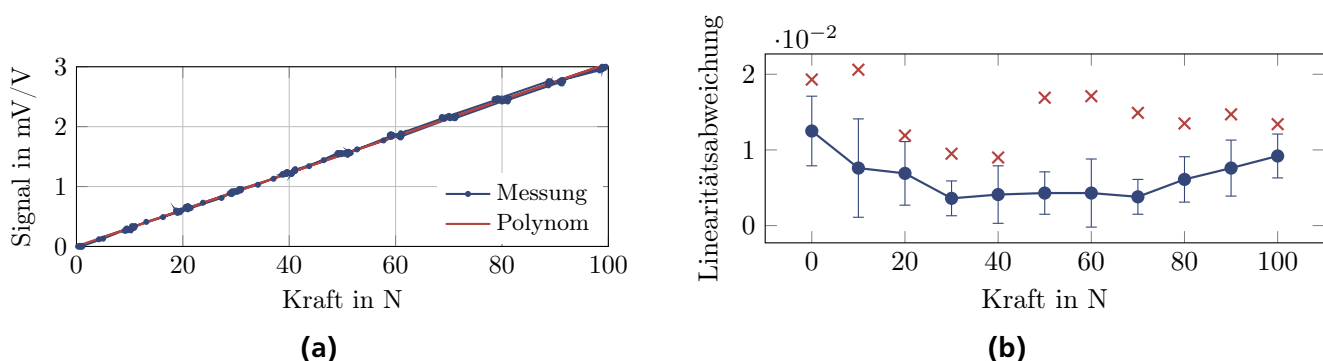 Signal in mV/V
3
2
1
0
0
20
40
60
80
100
Kraft in N
Messung
Polynom
(a)
Linearitätsabweichung
·10⁻²
2
1
0
0
20
40
60
80
100
Kraft in N
(b)